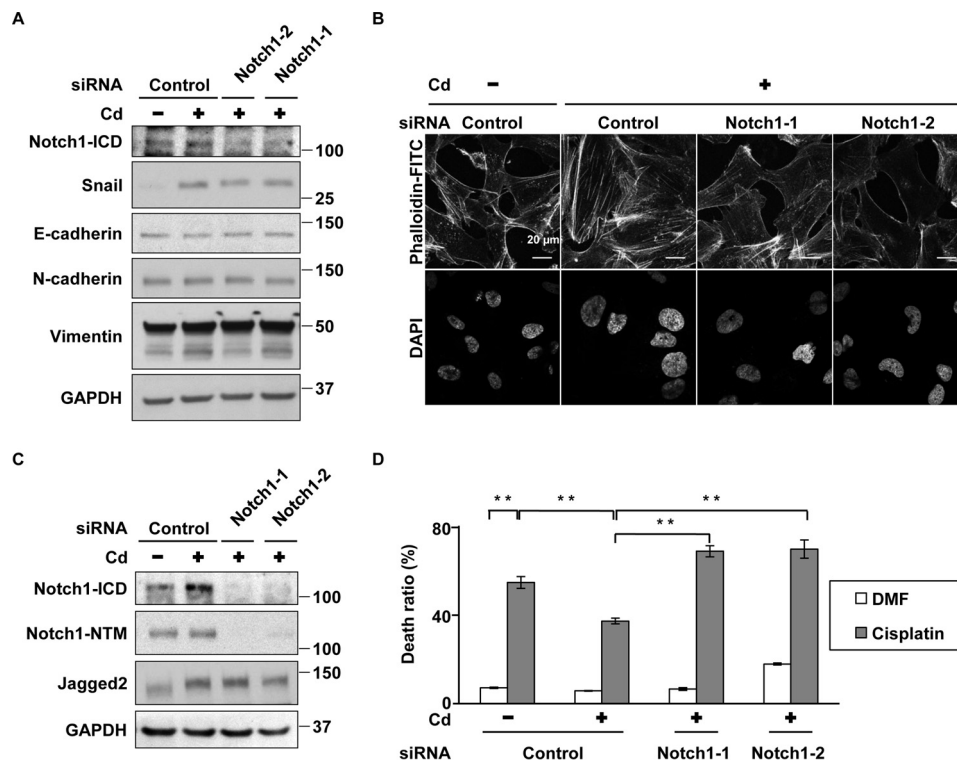 A
siRNA Control Notch1-2 Notch1-1
Cd − + + +
Notch1-ICD 100
Snail 25
E-cadherin 150
N-cadherin 150
Vimentin 50
GAPDH 37
B
Cd − +
siRNA Control Control Notch1-1 Notch1-2
Phalloidin-FITC
20 μm
DAPI
C
siRNA Control Notch1-1 Notch1-2
Cd − + + +
Notch1-ICD 100
Notch1-NTM 100
Jagged2 150
GAPDH 37
D
** ** **
**
Death ratio (%)
80
40
0
DMF
Cisplatin
Cd − + + +
siRNA Control Notch1-1 Notch1-2